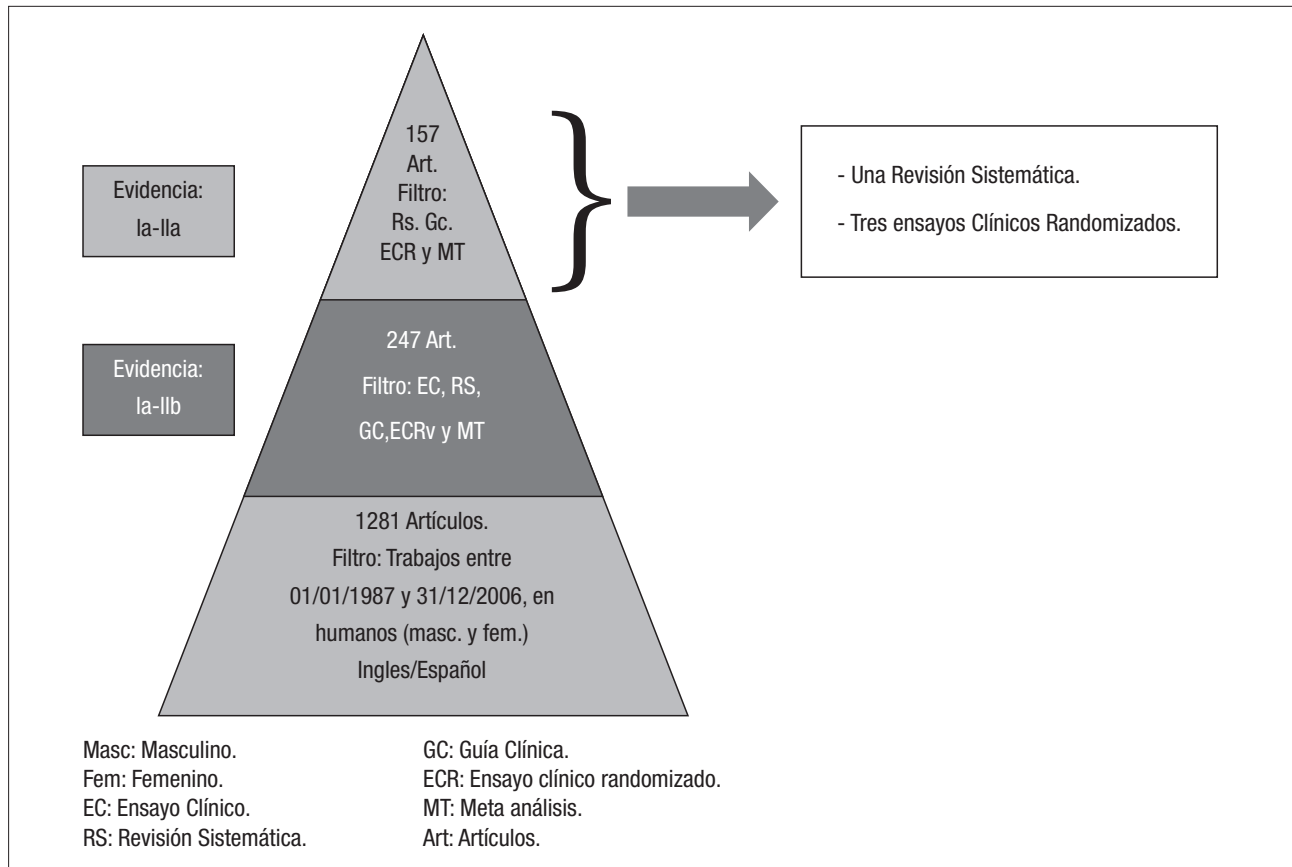 157
Art.
Filtro:
Rs. Gc.
ECR y MT
Evidencia:
Ia-IIa
- Una Revisión Sistemática.
- Tres ensayos Clínicos Randomizados.
247 Art.
Filtro: EC, RS,
GC,ECRv y MT
Evidencia:
Ia-IIb
1281 Artículos.
Filtro: Trabajos entre
01/01/1987 y 31/12/2006, en
humanos (masc. y fem.)
Ingles/Español
Masc: Masculino.
Fem: Femenino.
EC: Ensayo Clínico.
RS: Revisión Sistemática.
GC: Guía Clínica.
ECR: Ensayo clínico randomizado.
MT: Meta análisis.
Art: Artículos.